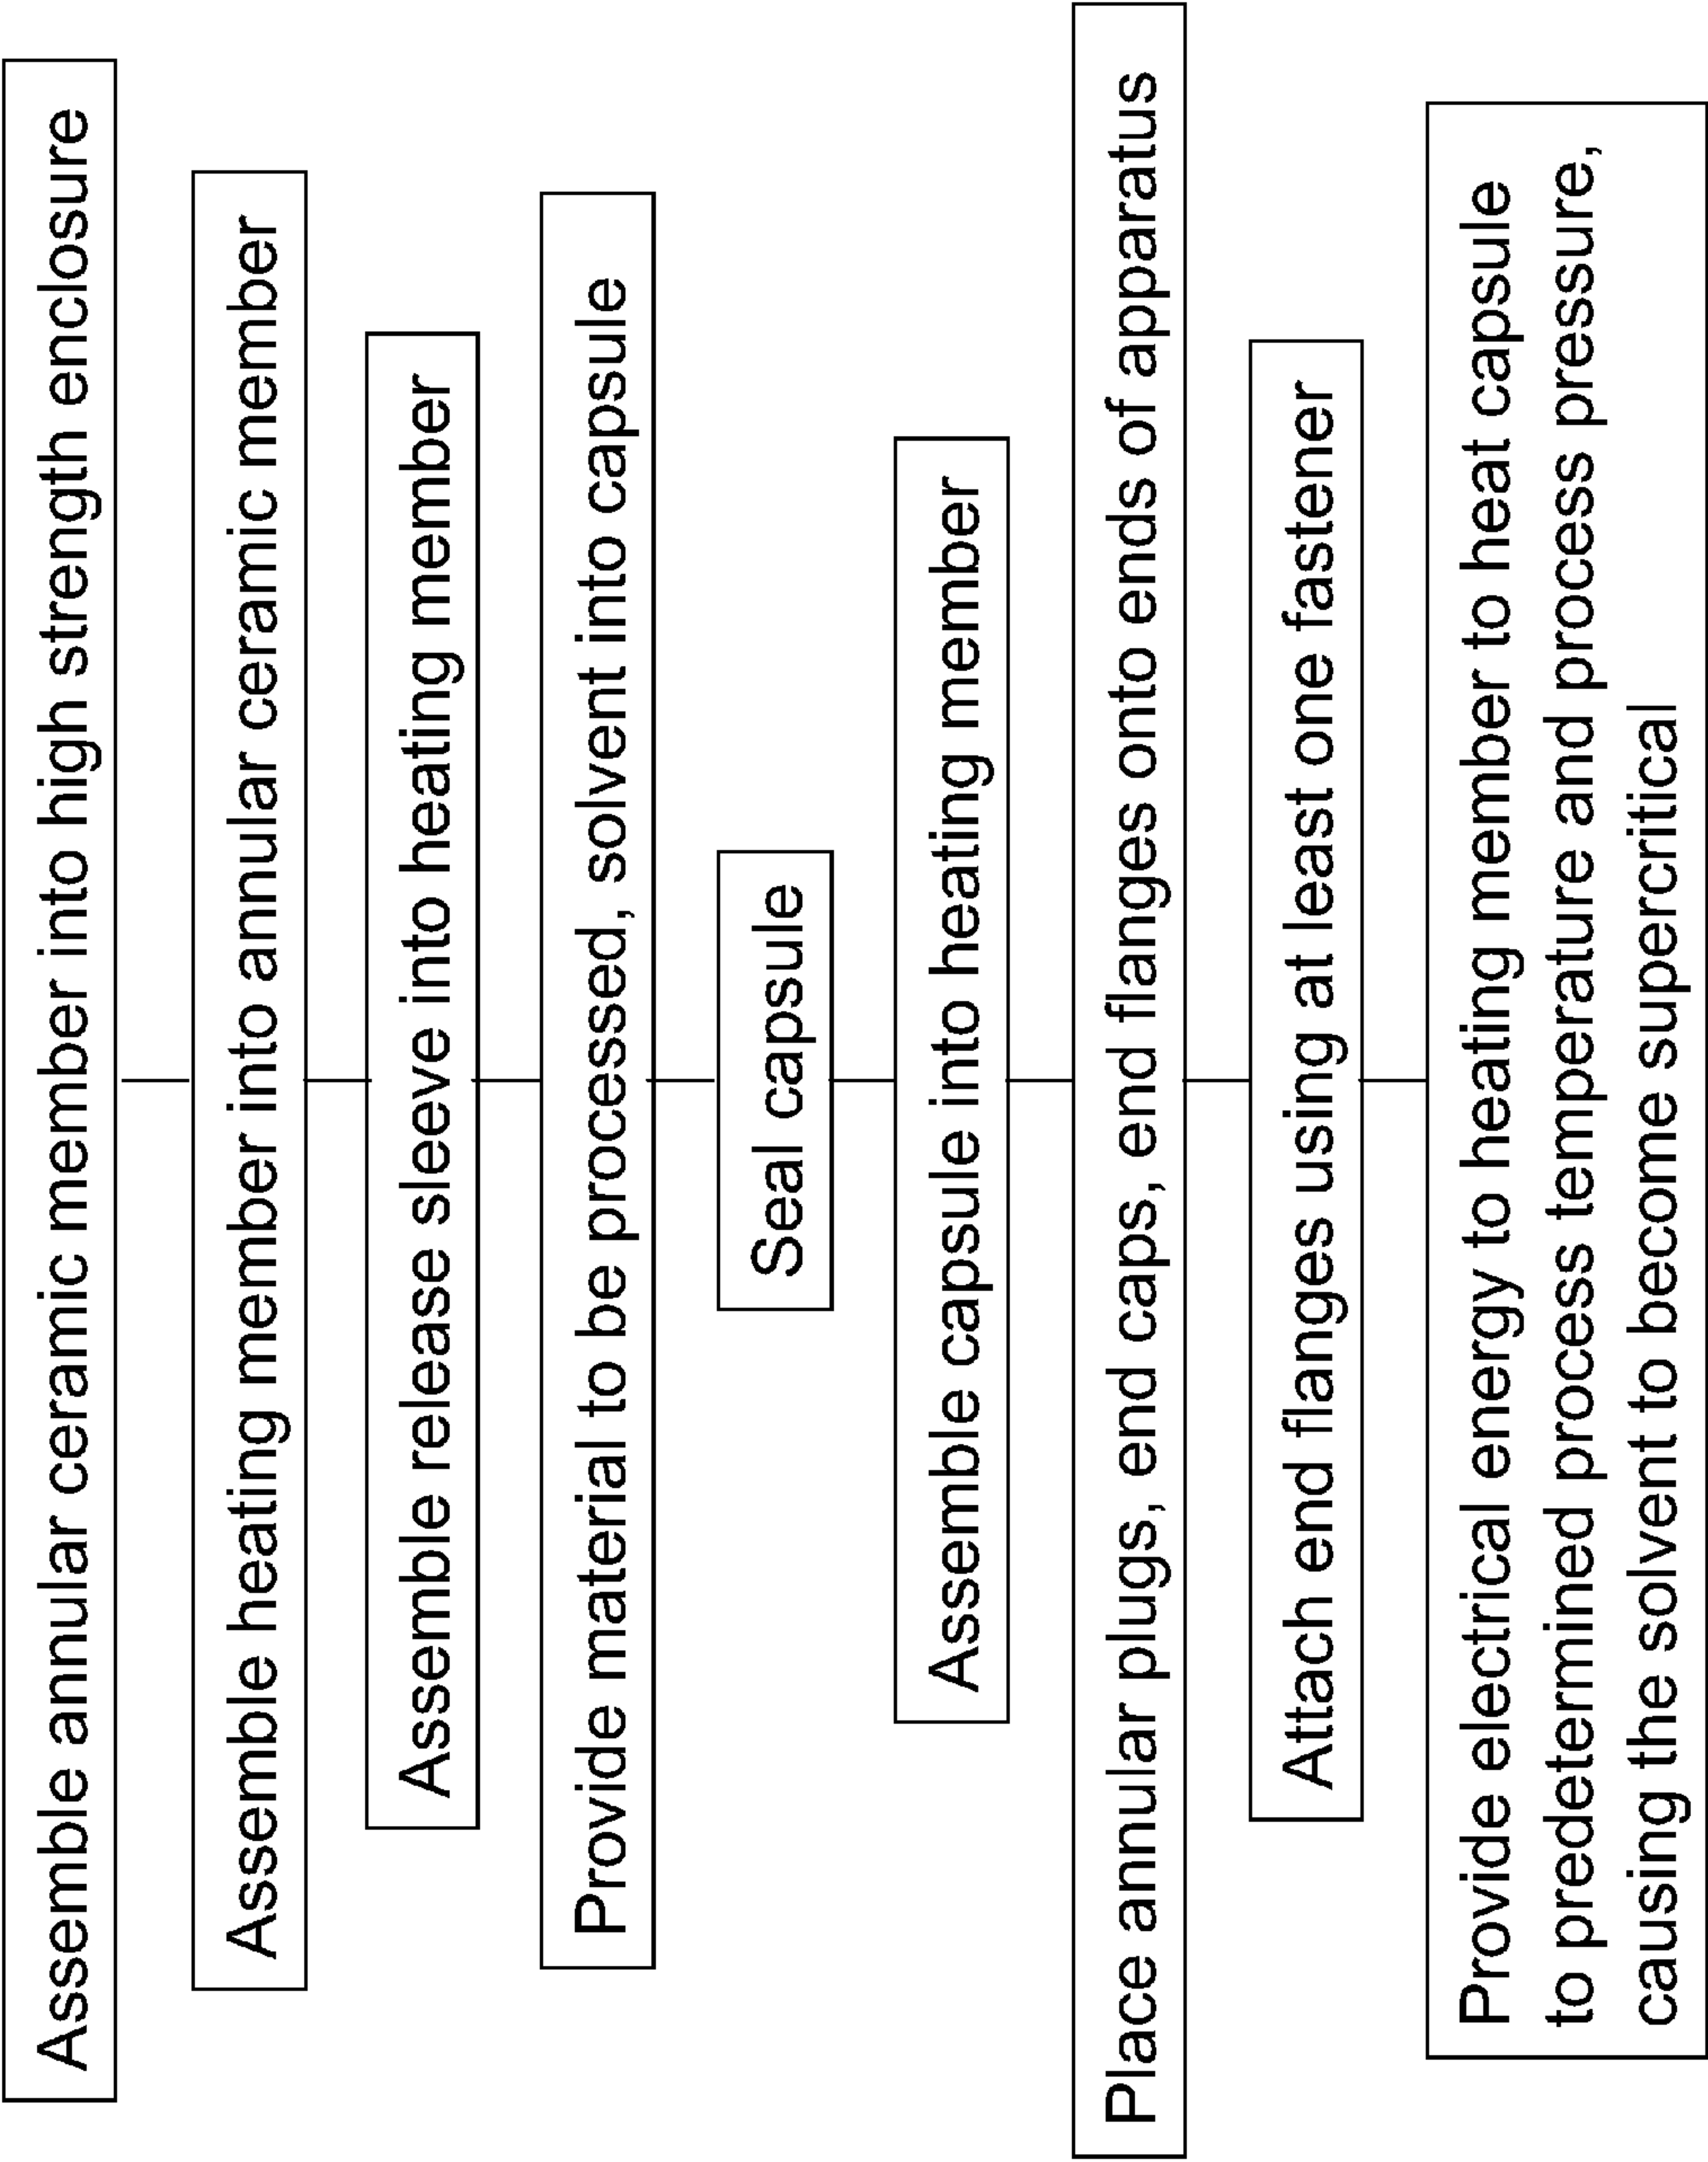 Assemble annular ceramic member into high strength enclosure
Assemble heating member into annular ceramic member
Assemble release sleeve into heating member
Provide material to be processed, solvent into capsule
Seal capsule
Assemble capsule into heating member
Place annular plugs, end caps, end flanges onto ends of apparatus
Attach end flanges using at least one fastener
Provide electrical energy to heating member to heat capsule
to predetermined process temperature and process pressure,
causing the solvent to become supercritical